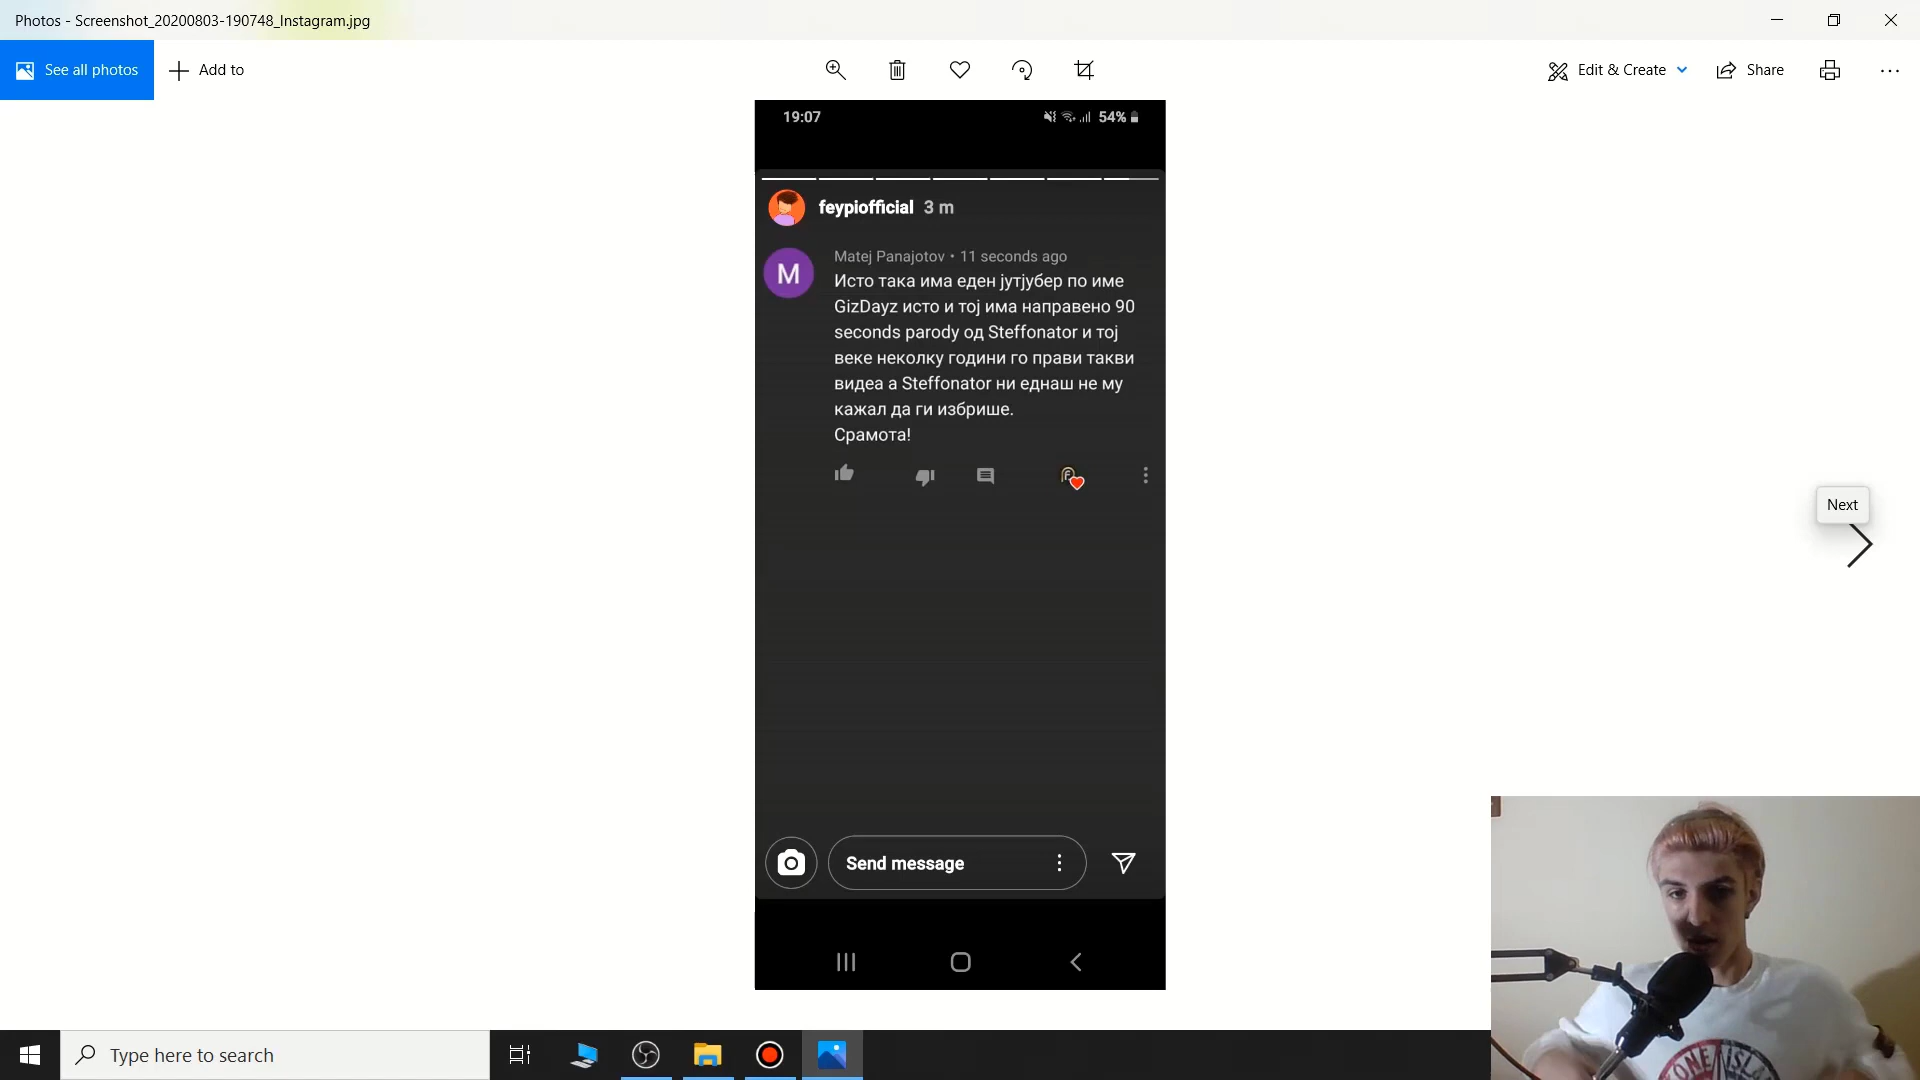 Photos - Screenshot_20200803-190748_Instagram.jpg
See all photos
Add to
Edit & Create
Share
19:07
54%
feypiofficial 3 m
Matej Panajotov • 11 seconds ago
M
Исто така има еден јутјубер по име
GizDayz исто и тој има направено 90
seconds parody од Steffonator и тој
веке неколку години го прави такви
видеа а Steffonator ни еднаш не му
кажал да ги избрише.
Срамота!
Next
Send message
Type here to search